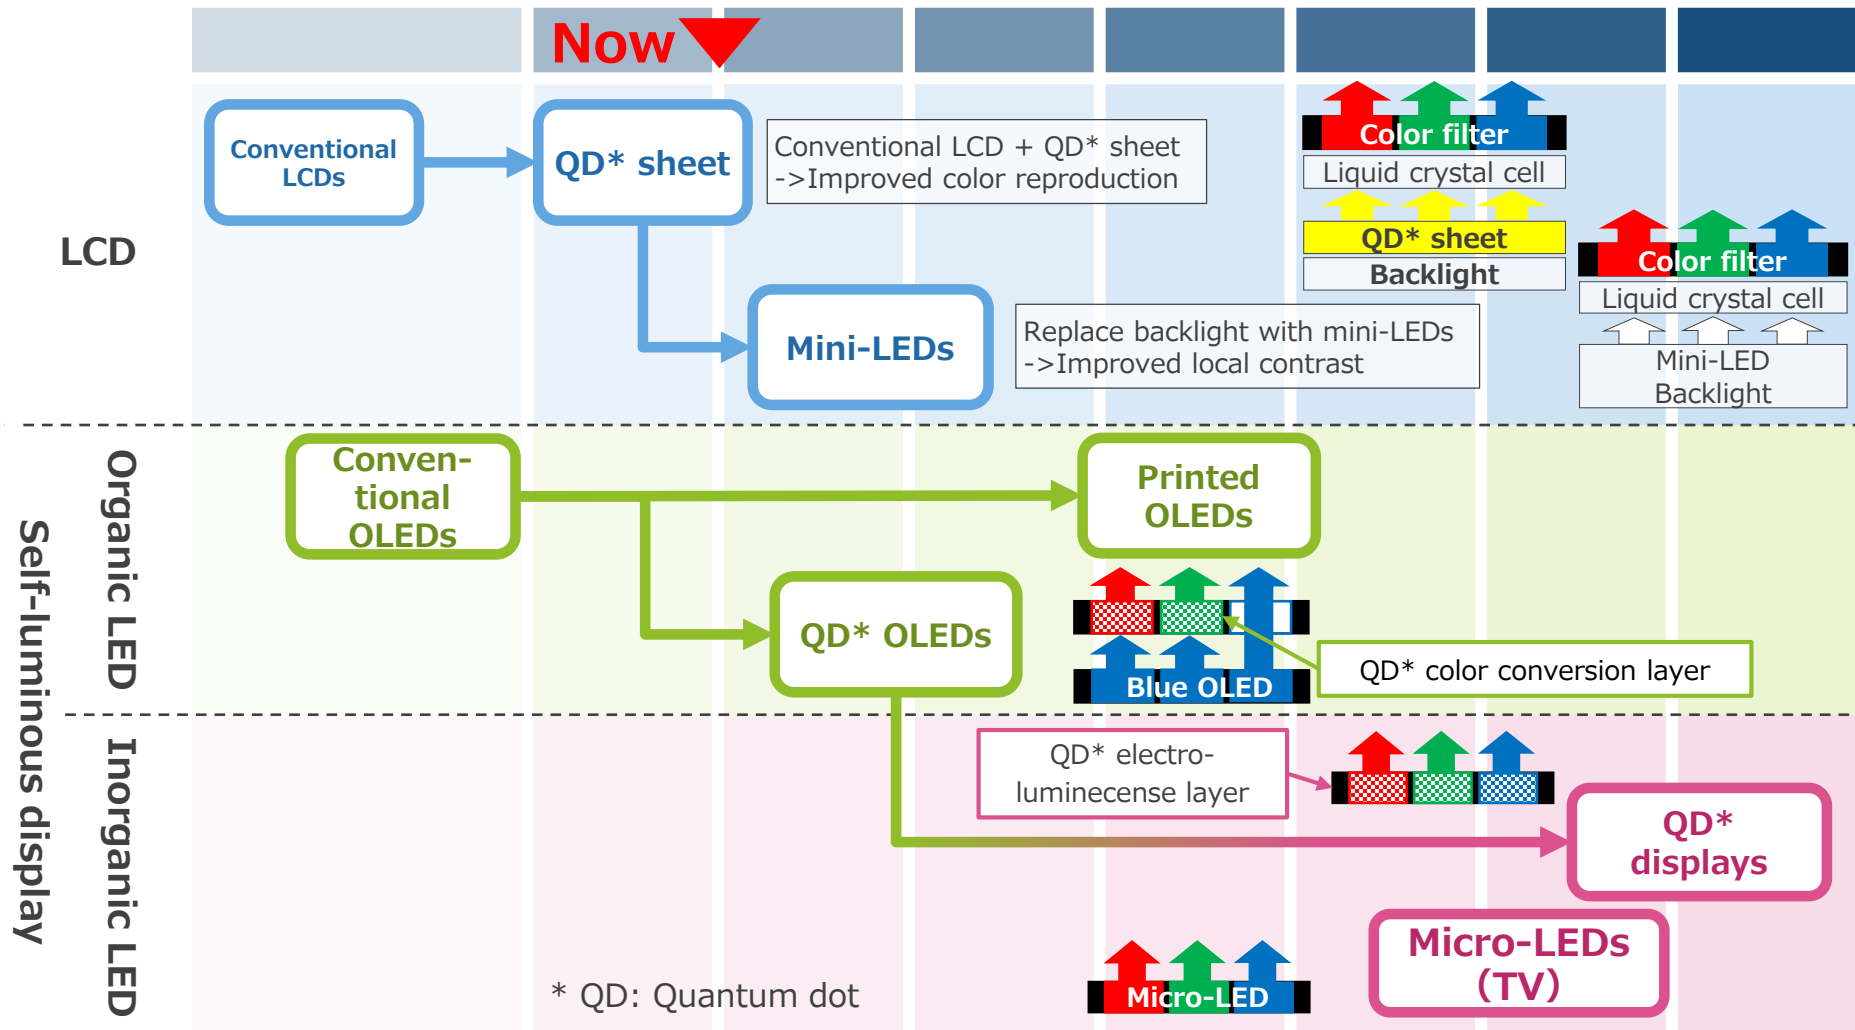 Now
LCD
Conventional
LCDs
QD* sheet
Conventional LCD + QD* sheet
->Improved color reproduction
Color filter
Liquid crystal cell
QD* sheet
Backlight
Mini-LEDs
Replace backlight with mini-LEDs
->Improved local contrast
Color filter
Liquid crystal cell
Mini-LED
Backlight
Self-luminous display
Organic LED
Conven-
tional
OLEDs
Printed
OLEDs
QD* OLEDs
Blue OLED
QD* color conversion layer
Inorganic LED
QD* electro-
luminecense layer
QD*
displays
Micro-LED
Micro-LEDs
(TV)
* QD: Quantum dot